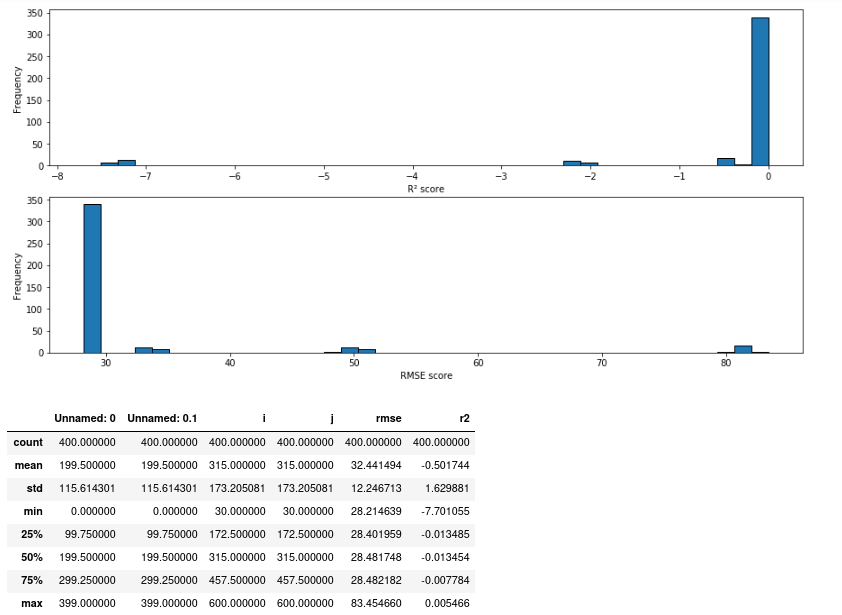 350
300
250
200
150
100
50
0
Frequency
−8 −7 −6 −5 −4 −3 −2 −1 0
R² score
350
300
250
200
150
100
50
0
Frequency
30 40 50 60 70 80
RMSE score
Unnamed: 0 Unnamed: 0.1 i j rmse r2
count 400.000000 400.000000 400.000000 400.000000 400.000000 400.000000
mean 199.500000 199.500000 315.000000 315.000000 32.441494 -0.501744
std 115.614301 115.614301 173.205081 173.205081 12.246713 1.629881
min 0.000000 0.000000 30.000000 30.000000 28.214639 -7.701055
25% 99.750000 99.750000 172.500000 172.500000 28.401959 -0.013485
50% 199.500000 199.500000 315.000000 315.000000 28.481748 -0.013454
75% 299.250000 299.250000 457.500000 457.500000 28.482182 -0.007784
max 399.000000 399.000000 600.000000 600.000000 83.454660 0.005466